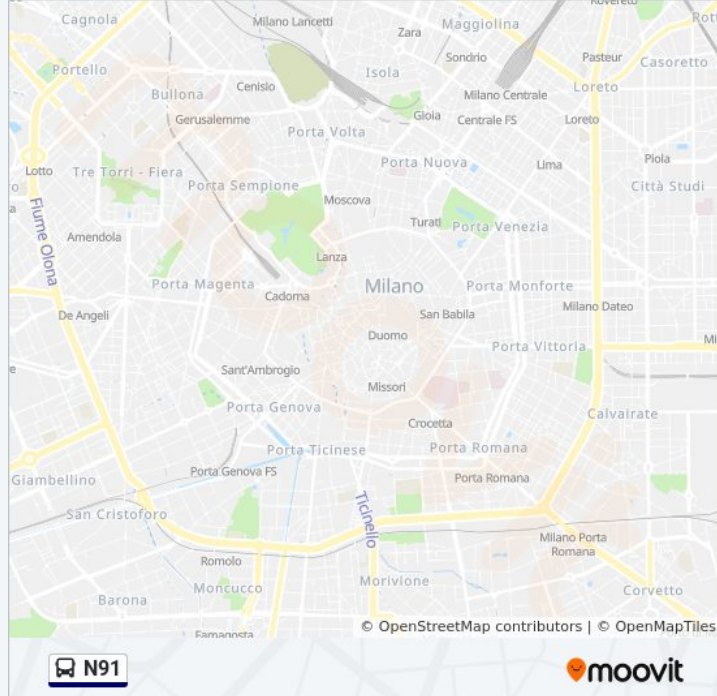 Cagnola
Milano Lancetti
Maggiolina
Rovereto
Zara
Rott
Sondrio
Pasteur
Casoretto
Portello
Isola
Cenisio
Loreto
Bullona
Milano Centrale
Gerusalemme
Gioia
Centrale FS
Loreto
Porta Volta
Lotto
Tre Torri - Fiera
Porta Nuova
Lima
Piola
Porta Sempione
Città Studi
Moscova
Fiume Olona
Turati
Porta Venezia
Amendola
Lanza
Porta Magenta
Milano
Porta Monforte
Cadorna
De Angeli
San Babila
Milano Dateo
Duomo
Porta Vittoria
Mi
Sant'Ambrogio
Missori
Porta Genova
Crocetta
Calvairate
Porta Ticinese
Porta Romana
Giambellino
Porta Genova FS
Porta Romana
San Cristoforo
Ticinello
Milano Porta
Romana
Romolo
Moncucco
Morivione
Corvetto
Barona
Famagosta
© OpenStreetMap contributors | © OpenMapTiles
N91
moovit